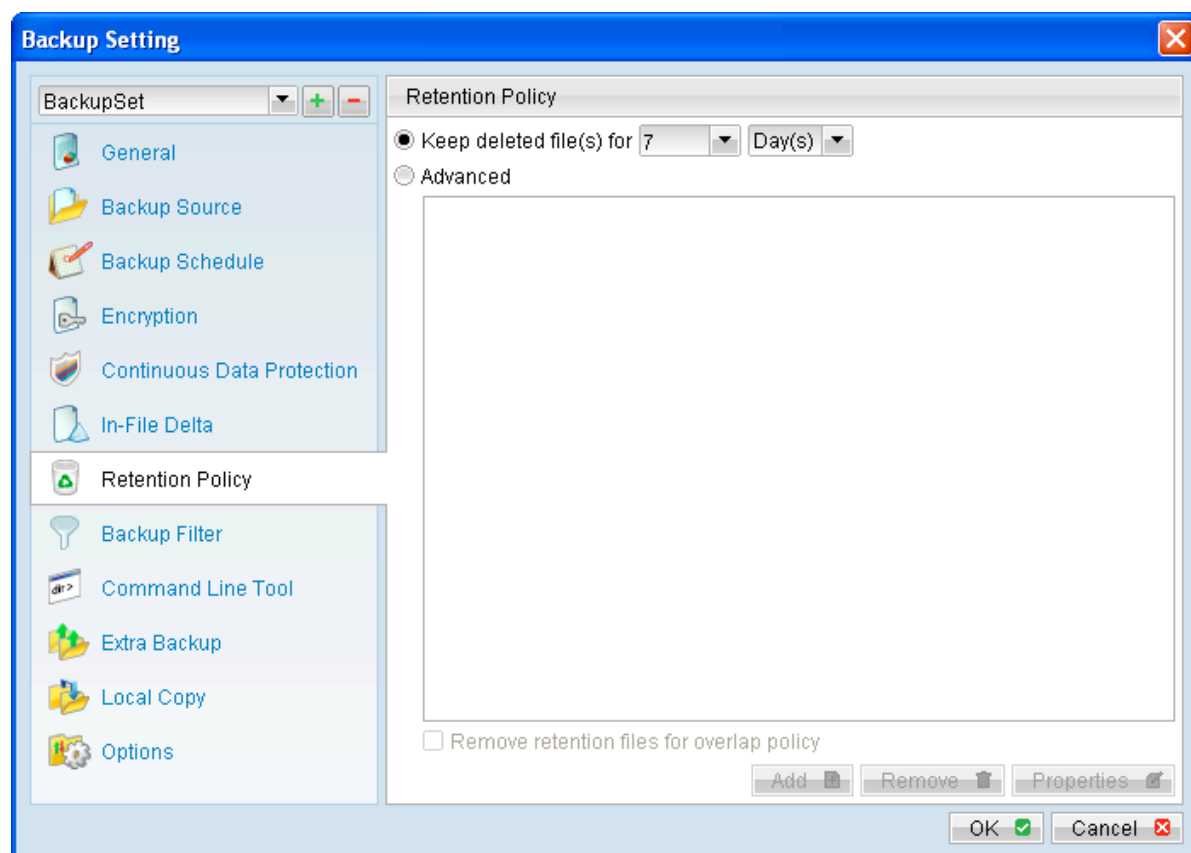 Backup Setting
BackupSet
General
Backup Source
Backup Schedule
Encryption
Continuous Data Protection
In-File Delta
Retention Policy
Backup Filter
dir>
Command Line Tool
Extra Backup
Local Copy
Options
Retention Policy
Keep deleted file(s) for 7 Day(s)
Advanced
Remove retention files for overlap policy
Add Remove Properties
OK Cancel